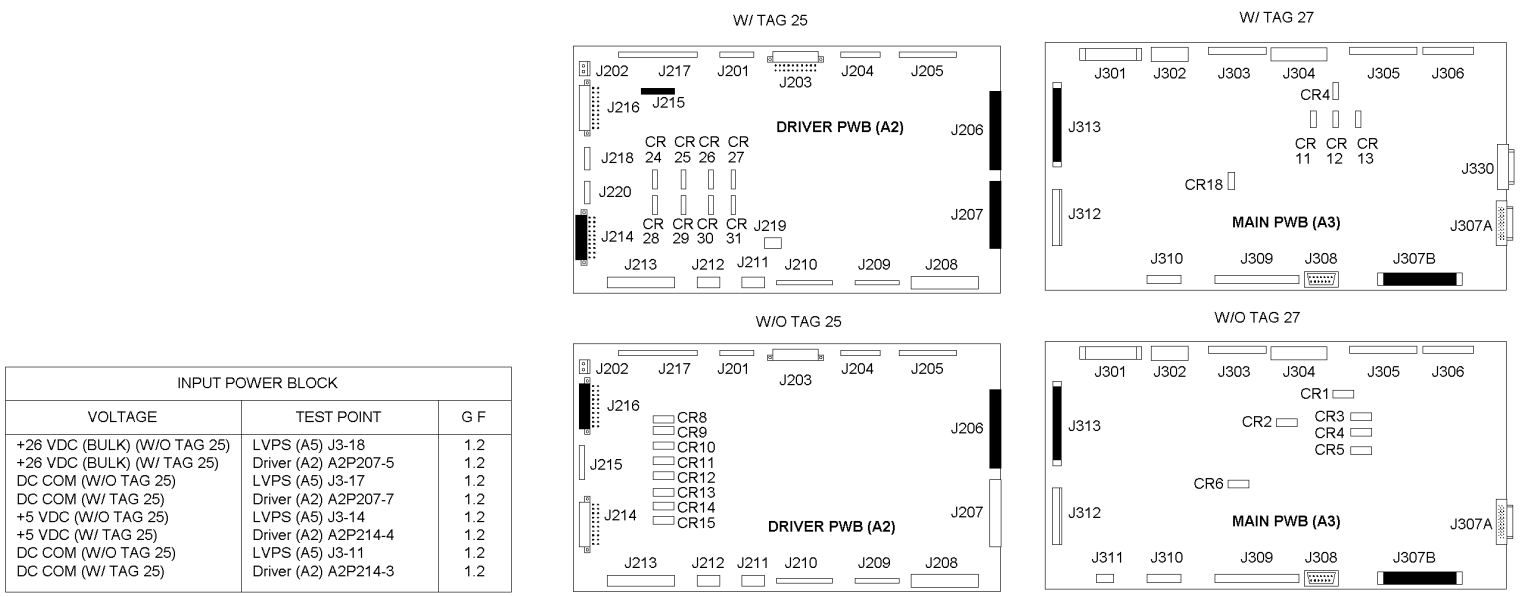 W/ TAG 25
J202 J217 J201 J203 J204 J205
J216 J215
DRIVER PWB (A2)
J206
J218
CR 24 CR 25 CR 26 CR 27
J220
J207
J214
CR 28 CR 29 CR 30 CR 31
J219
J213 J212 J211 J210 J209 J208
W/ TAG 27
J301 J302 J303 J304 J305 J306
CR4
J313
CR 11 CR 12 CR 13
J330
CR18
J312
MAIN PWB (A3)
J307A
J310 J309 J308 J307B
W/O TAG 25
J202 J217 J201 J203 J204 J205
J216
CR8
CR9
J206
CR10
J215
CR11
CR12
CR13
J214
CR14
J207
CR15
DRIVER PWB (A2)
J213 J212 J211 J210 J209 J208
W/O TAG 27
J301 J302 J303 J304 J305 J306
CR1
CR2 CR3
J313
CR4
CR5
CR6
J312
MAIN PWB (A3)
J307A
J311 J310 J309 J308 J307B
INPUT POWER BLOCK
VOLTAGE TEST POINT G F
+26 VDC (BULK) (W/O TAG 25) LVPS (A5) J3-18 1.2
+26 VDC (BULK) (W/ TAG 25) Driver (A2) A2P207-5 1.2
DC COM (W/O TAG 25) LVPS (A5) J3-17 1.2
DC COM (W/ TAG 25) Driver (A2) A2P207-7 1.2
+5 VDC (W/O TAG 25) LVPS (A5) J3-14 1.2
+5 VDC (W/ TAG 25) Driver (A2) A2P214-4 1.2
DC COM (W/O TAG 25) LVPS (A5) J3-11 1.2
DC COM (W/ TAG 25) Driver (A2) A2P214-3 1.2